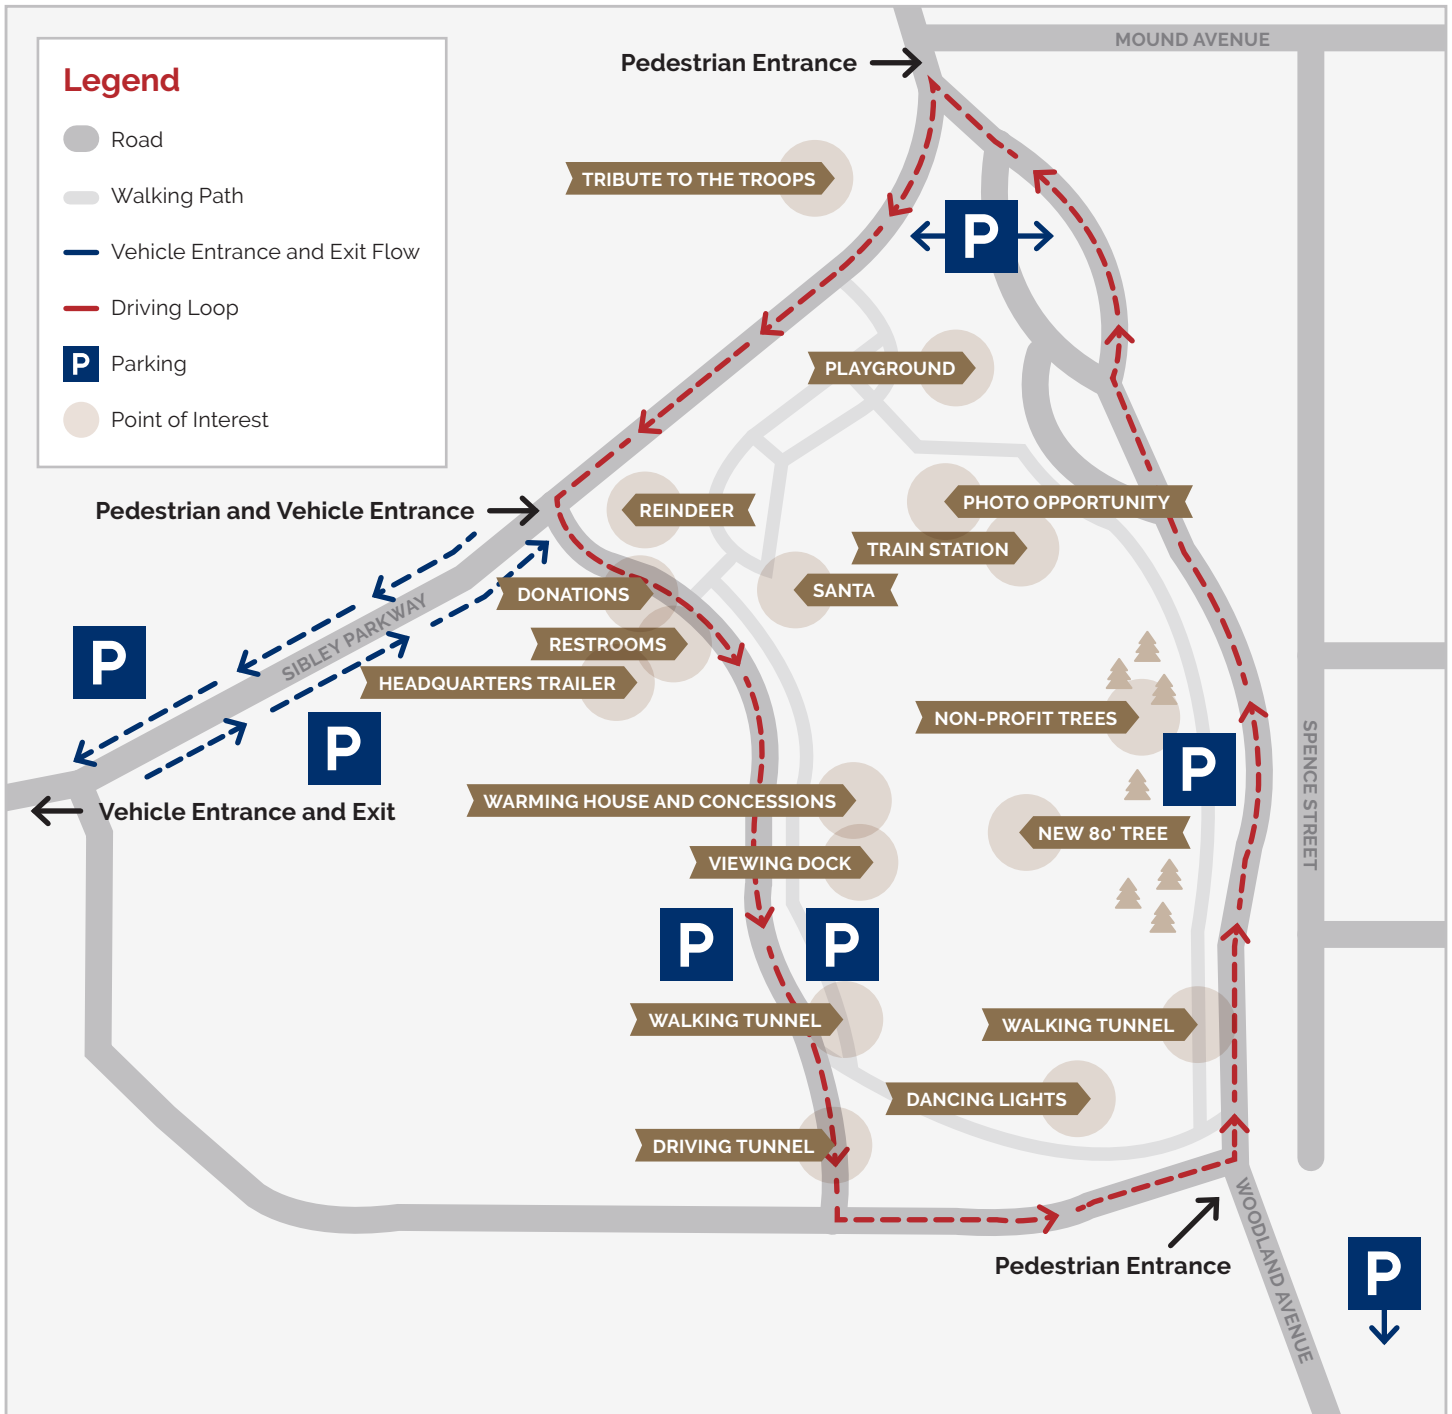 MOUND AVENUE
Pedestrian Entrance
Legend
Road
Walking Path
Vehicle Entrance and Exit Flow
Driving Loop
P
Parking
Point of Interest
TRIBUTE TO THE TROOPS
P
PLAYGROUND
Pedestrian and Vehicle Entrance
REINDEER
PHOTO OPPORTUNITY
TRAIN STATION
SANTA
DONATIONS
SIBLEY PARKWAY
RESTROOMS
P
HEADQUARTERS TRAILER
NON-PROFIT TREES
P
P
SPENCE STREET
Vehicle Entrance and Exit
WARMING HOUSE AND CONCESSIONS
NEW 80' TREE
VIEWING DOCK
P
P
WALKING TUNNEL
WALKING TUNNEL
DANCING LIGHTS
DRIVING TUNNEL
WOODLAND AVENUE
Pedestrian Entrance
P